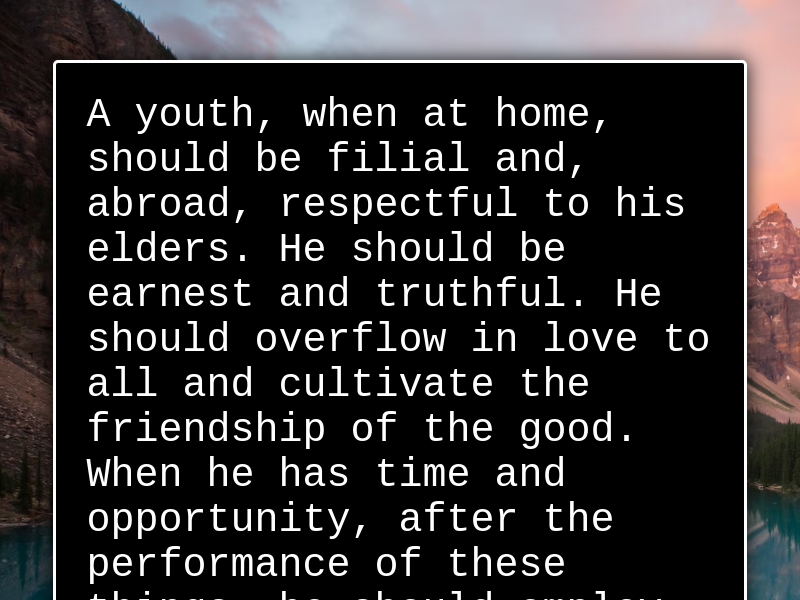 A youth, when at home,
should be filial and,
abroad, respectful to his
elders. He should be
earnest and truthful. He
should overflow in love to
all and cultivate the
friendship of the good.
When he has time and
opportunity, after the
performance of these